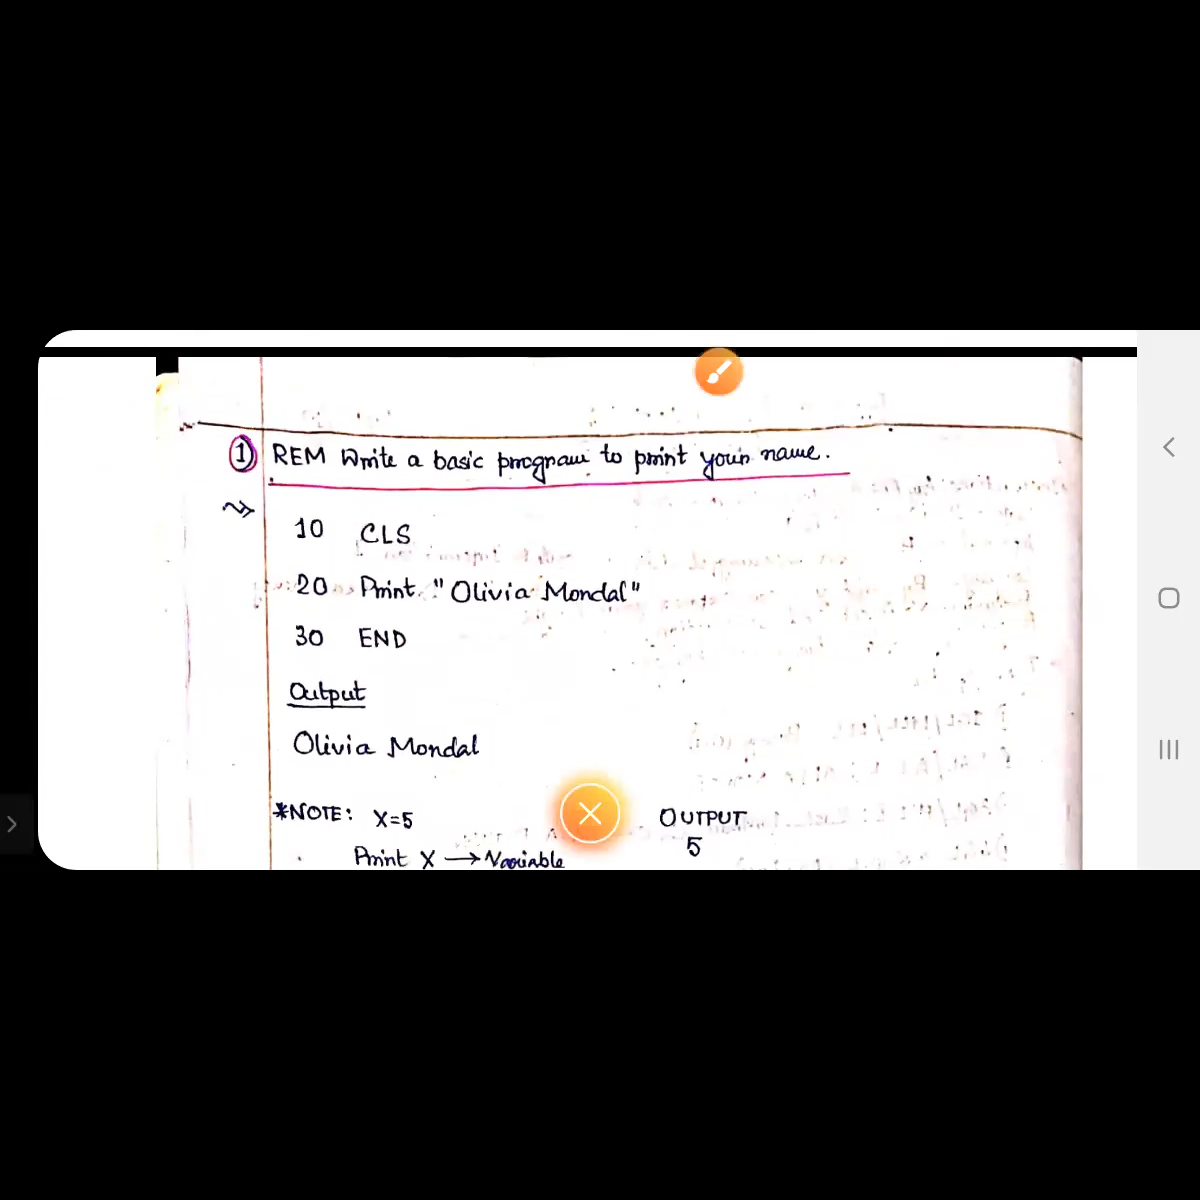 ① REM Write a basic program to print your name.
10 CLS
20 Print "Olivia Mondal"
30 END
Output
Olivia Mondal
*NOTE: X=5 OUTPUT
Print X → Variable 5